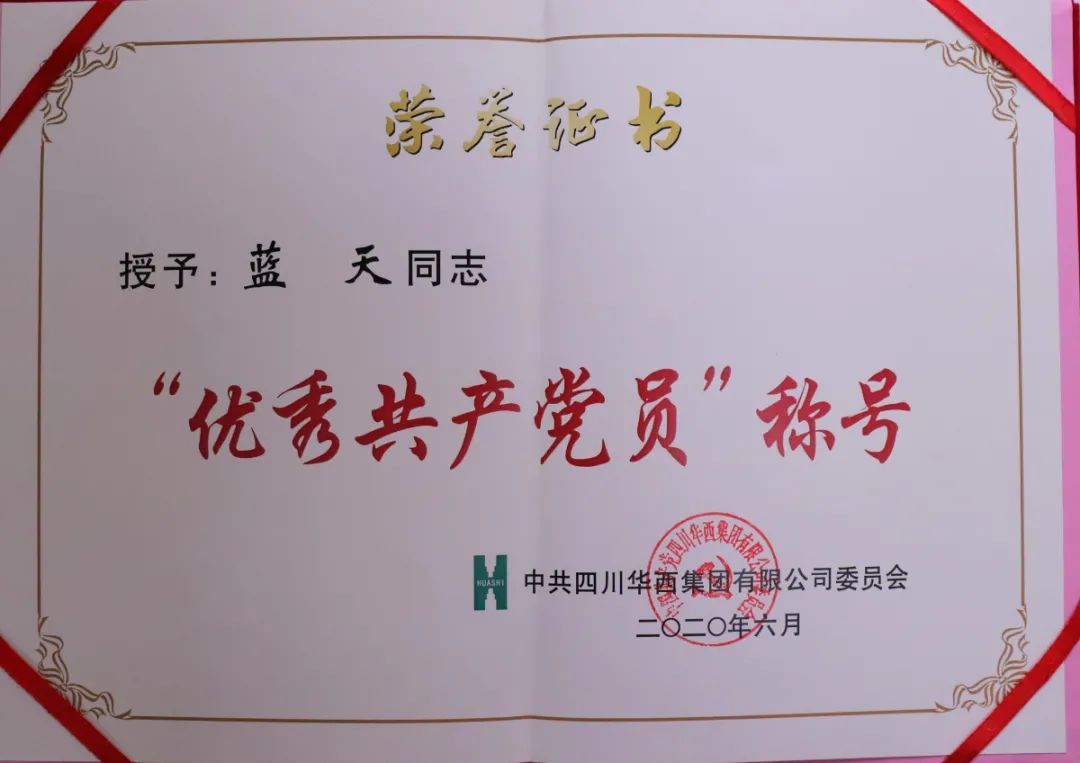 荣誉证书
授予：蓝 天同志
“优秀共产党员”称号
HUASHI
中共四川华西集团有限公司委员会
二〇二〇年六月